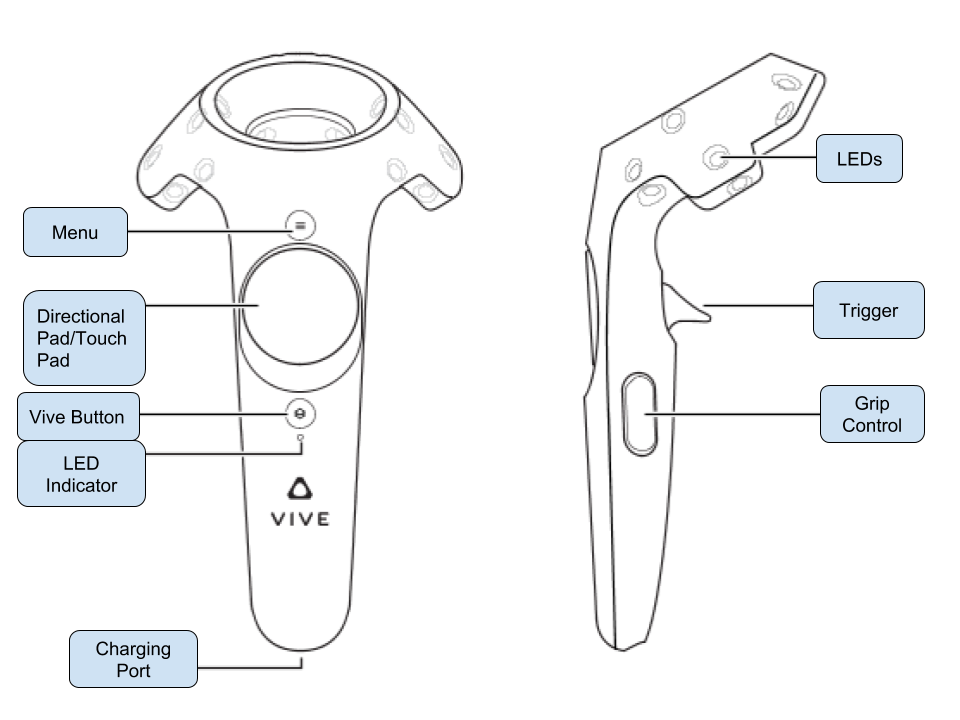 Menu
Directional
Pad/Touch
Pad
Vive Button
LED
Indicator
VIVE
Charging
Port
LEDs
Trigger
Grip
Control